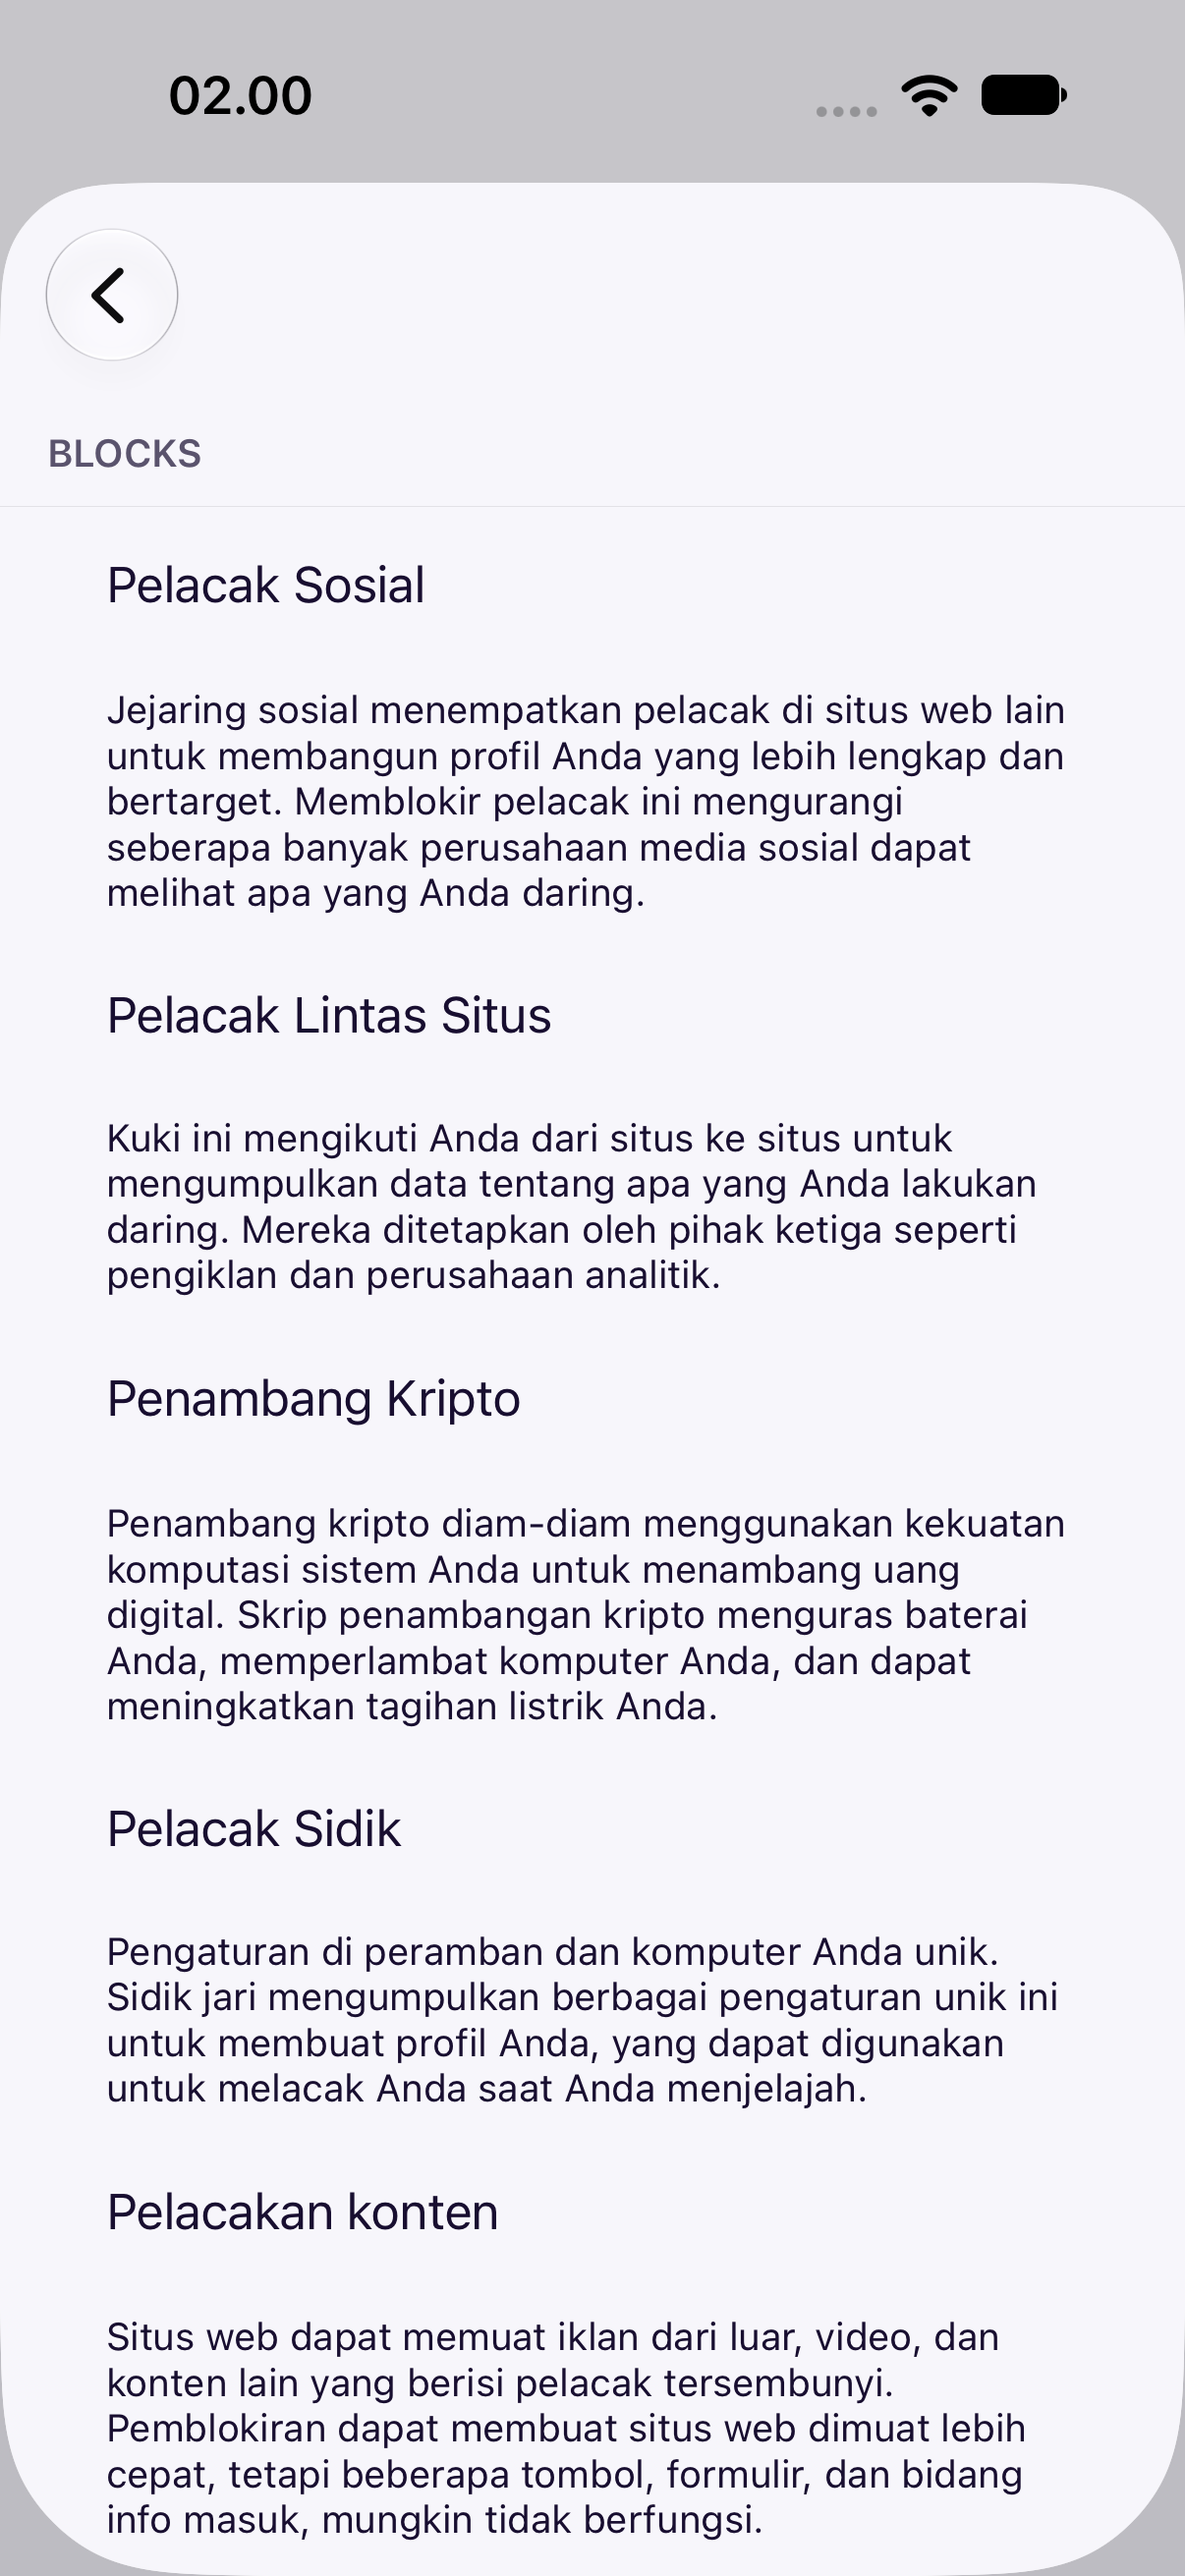 02.00
BLOCKS
Pelacak Sosial
Jejaring sosial menempatkan pelacak di situs web lain
untuk membangun profil Anda yang lebih lengkap dan
bertarget. Memblokir pelacak ini mengurangi
seberapa banyak perusahaan media sosial dapat
melihat apa yang Anda daring.
Pelacak Lintas Situs
Kuki ini mengikuti Anda dari situs ke situs untuk
mengumpulkan data tentang apa yang Anda lakukan
daring. Mereka ditetapkan oleh pihak ketiga seperti
pengiklan dan perusahaan analitik.
Penambang Kripto
Penambang kripto diam-diam menggunakan kekuatan
komputasi sistem Anda untuk menambang uang
digital. Skrip penambangan kripto menguras baterai
Anda, memperlambat komputer Anda, dan dapat
meningkatkan tagihan listrik Anda.
Pelacak Sidik
Pengaturan di peramban dan komputer Anda unik.
Sidik jari mengumpulkan berbagai pengaturan unik ini
untuk membuat profil Anda, yang dapat digunakan
untuk melacak Anda saat Anda menjelajah.
Pelacakan konten
Situs web dapat memuat iklan dari luar, video, dan
konten lain yang berisi pelacak tersembunyi.
Pemblokiran dapat membuat situs web dimuat lebih
cepat, tetapi beberapa tombol, formulir, dan bidang
info masuk, mungkin tidak berfungsi.